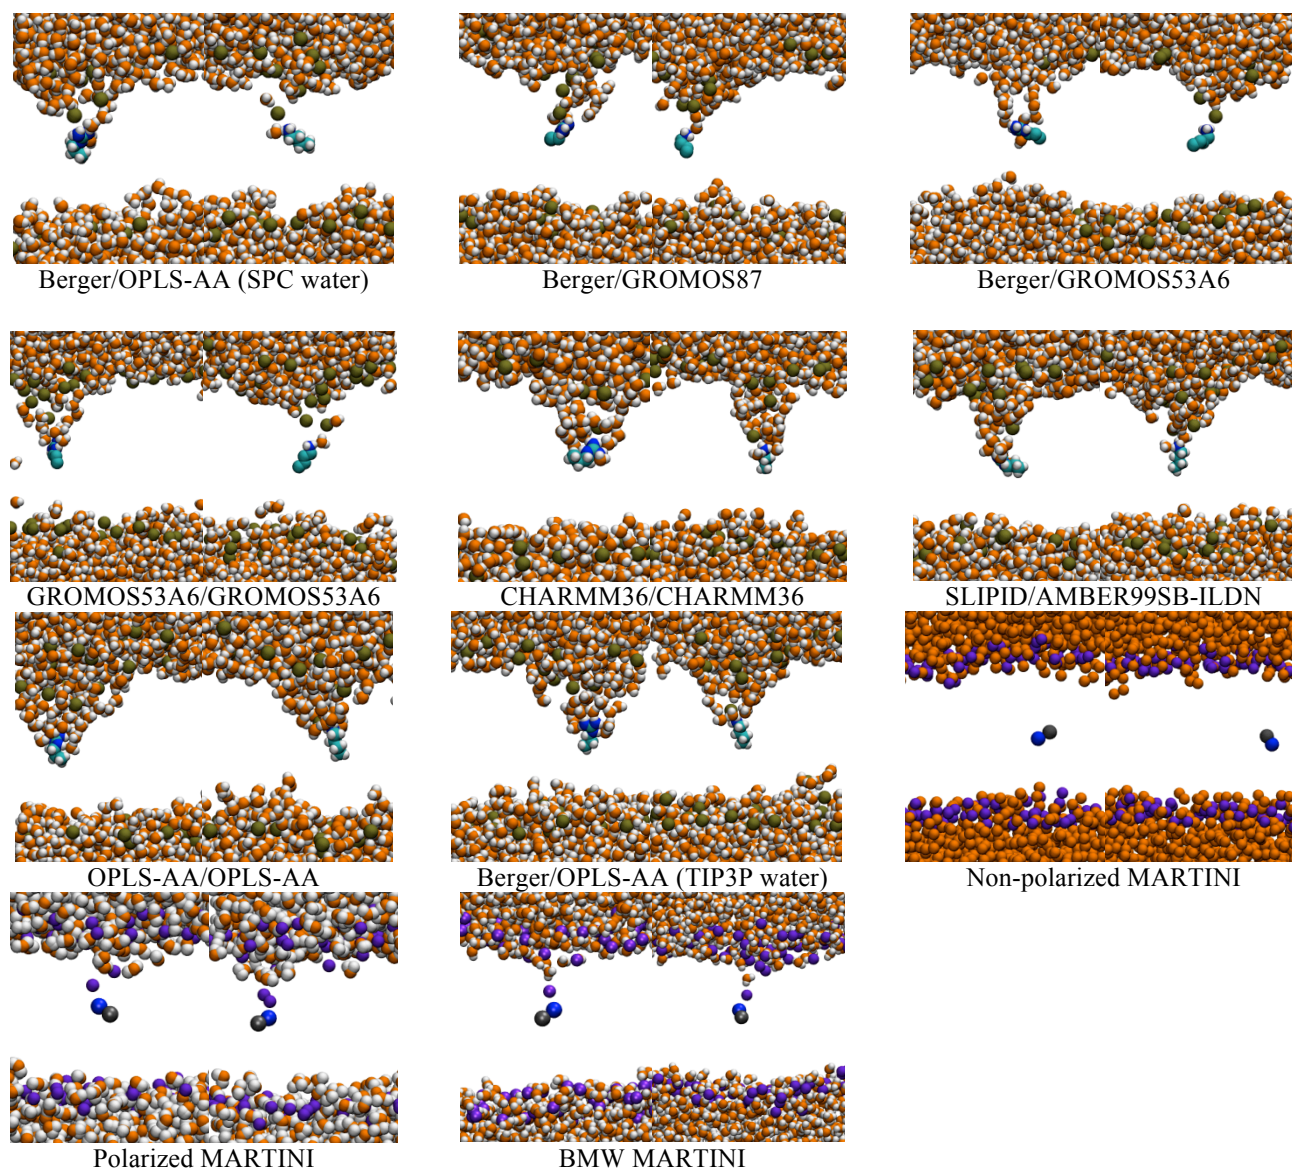 Berger/OPLS-AA (SPC water)
Berger/GROMOS87
Berger/GROMOS53A6
GROMOS53A6/GROMOS53A6
CHARMM36/CHARMM36
SLIPID/AMBER99SB-ILDN
OPLS-AA/OPLS-AA
Berger/OPLS-AA (TIP3P water)
Non-polarized MARTINI
Polarized MARTINI
BMW MARTINI